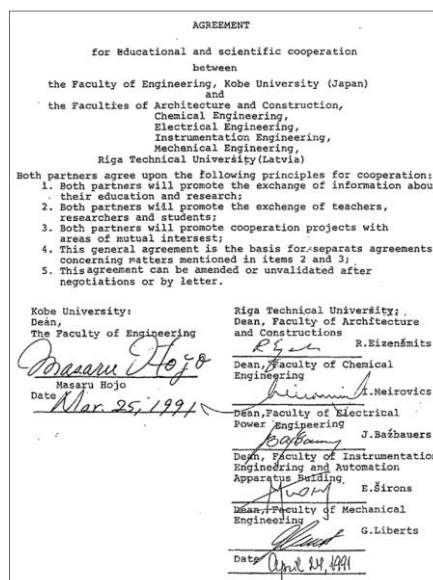 AGREEMENT
for educational and scientific cooperation
between
the Faculty of Engineering, Kobe University (Japan)
and
the Faculties of Architecture and Construction,
Chemical Engineering,
Electrical Engineering,
Instrumentation Engineering,
Mechanical Engineering,
Riga Technical University(Latvia)
Both partners agree upon the following principles for cooperation:
1. Both partners will promote the exchange of information abou
their education and research;
2. Both partners will promote the exchenge of teachers,
researchers and students;
3. Both partners will promote cooperation projects with
areas of mutual intersest;
4. This general agreement is the basis for separats agreements
concerning matters mentioned in items 2 and 3;
5. This agreement can be amended or unvalidated after
negotiations or by letter.
Kobe University:
Dean,
The Faculty of Engineering
Masaru Hojo
Masaru Hojo
Date Mar. 25, 1991
Riga Technical University:
Dean, Faculty of Architecture
and Constructions
R.Eizenšmits
Dean, Faculty of Chemical
Engineering
I.Meirovics
Dean, Faculty of Electrical
Power Engineering
J.Bažbauers
Dean, Faculty of Instrumentation
Engineering and Automation
Apparatus Bulding
E.Širons
Dean, Faculty of Mechanical
Engineering
G.Liberts
Date April 24, 1991